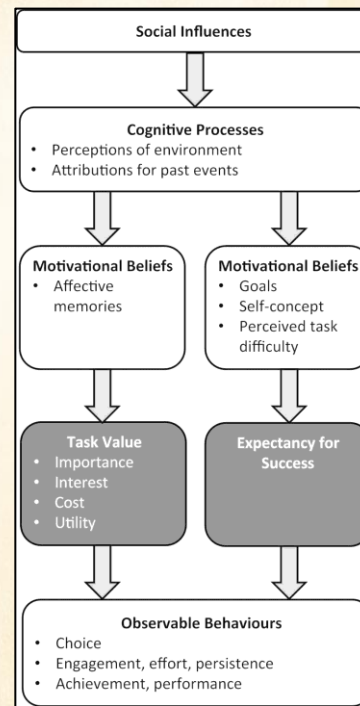 Social Influences
Cognitive Processes
• Perceptions of environment
• Attributions for past events
Motivational Beliefs
• Affective
memories
Motivational Beliefs
• Goals
• Self-concept
• Perceived task
difficulty
Task Value
• Importance
• Interest
• Cost
• Utility
Expectancy for
Success
Observable Behaviours
• Choice
• Engagement, effort, persistence
• Achievement, performance